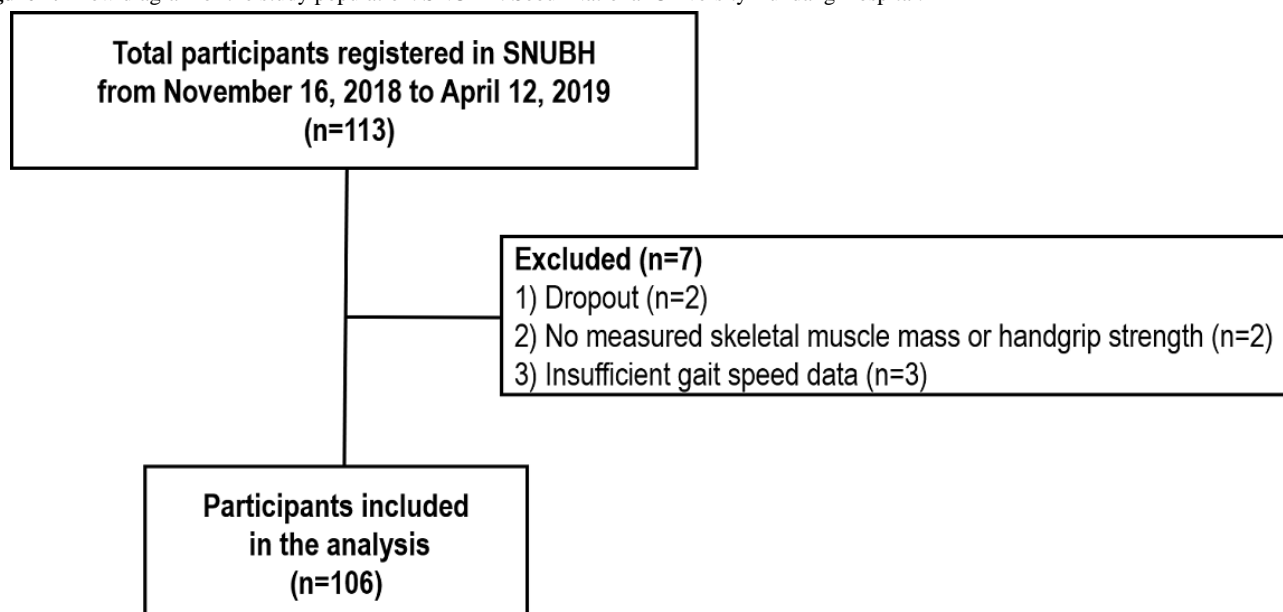 Total participants registered in SNUBH
from November 16, 2018 to April 12, 2019
(n=113)
Excluded (n=7)
1) Dropout (n=2)
2) No measured skeletal muscle mass or handgrip strength (n=2)
3) Insufficient gait speed data (n=3)
Participants included
in the analysis
(n=106)